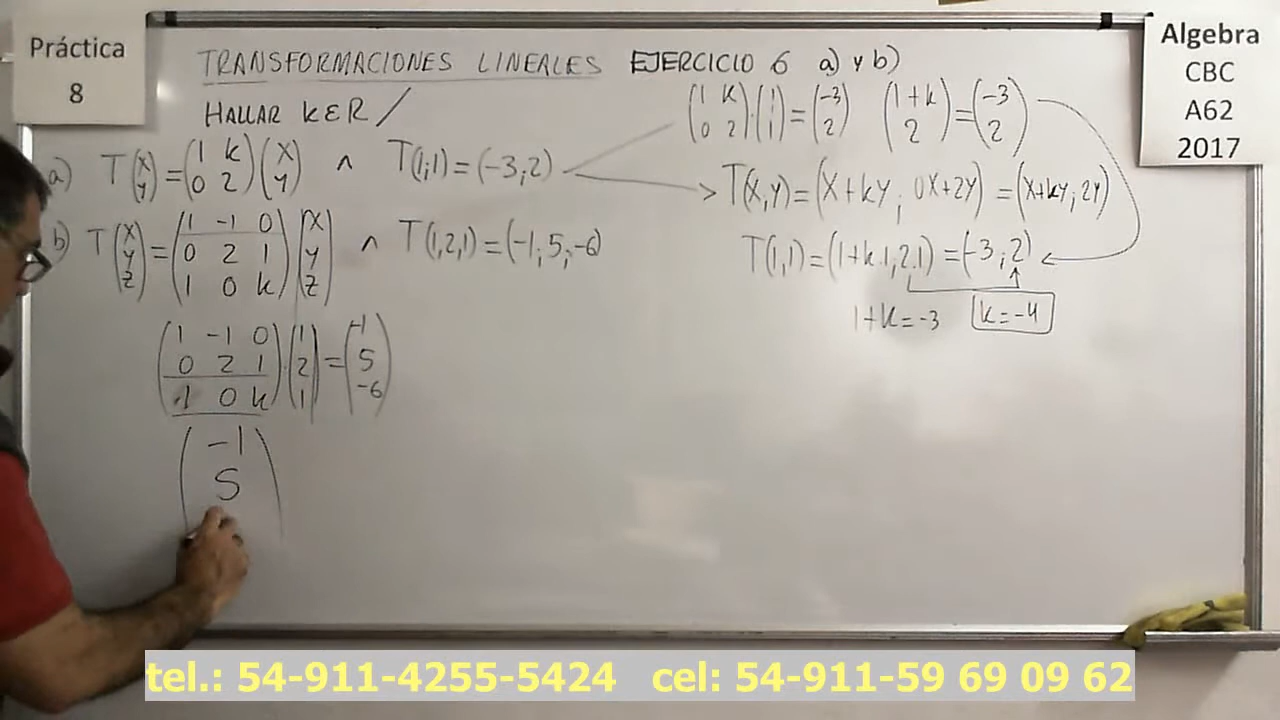 Práctica
8
TRANSFORMACIONES LINEALES EJERCICIO 6 a) y b)
HALLAR K∈R /
a) T(x y) = (1 k 0 2)(x y) ^ T(1;1)=(-3;2)
b) T(x y z) = (1 -1 0 0 2 1 1 0 k)(x y z) ^ T(1,2,1)=(-1;5;-6)
(1 -1 0 0 2 1 1 0 k)·(1 2 1)=(-1 5 -6)
(-1 5
(1 k 0 2)·(1 1)=(-3 2) (1+k 2)=(-3 2)
T(x,y)=(x+ky; 0x+2y) = (x+ky; 2y)
T(1,1)=(1+k.1, 2.1)=(-3;2)
1+k=-3 k=-4
Algebra
CBC
A62
2017
tel.: 54-911-4255-5424 cel: 54-911-59 69 09 62